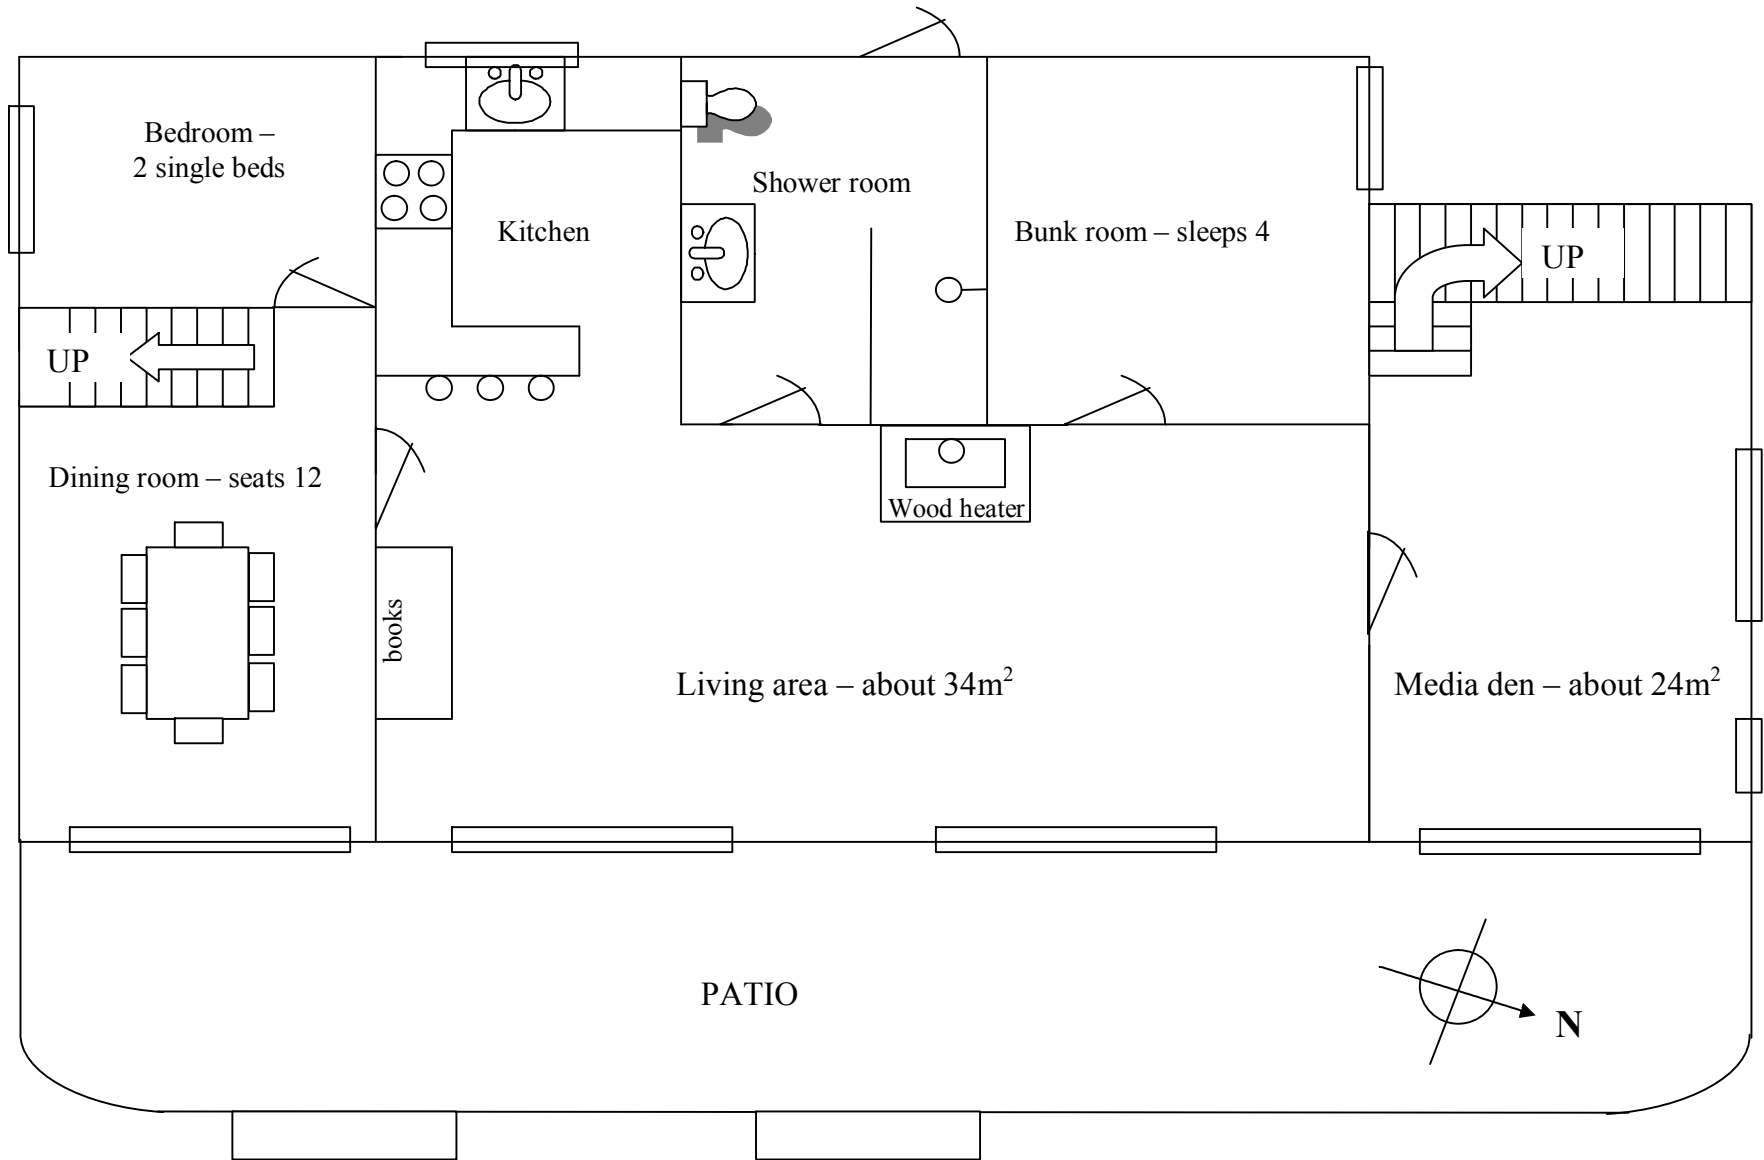 Bedroom –
2 single beds
Shower room
Kitchen
Bunk room – sleeps 4
UP
UP
Dining room – seats 12
Wood heater
books
Living area – about 34m²
Media den – about 24m²
PATIO
N